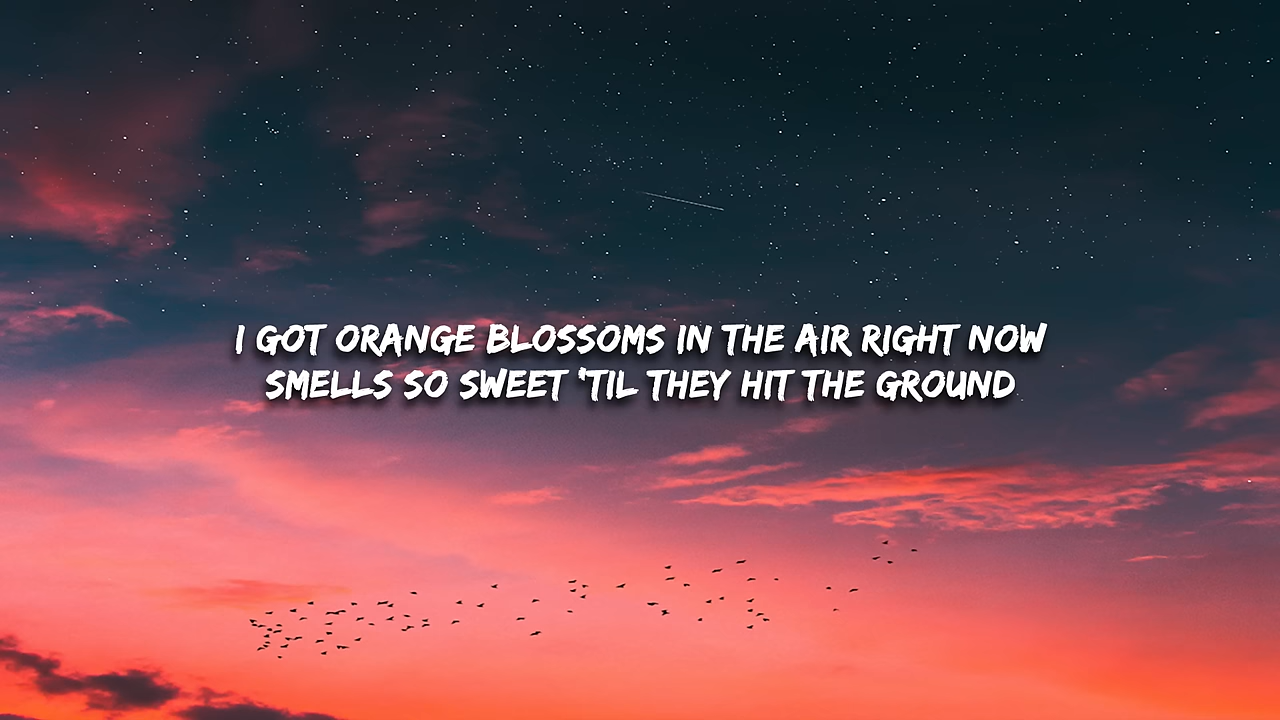 I GOT ORANGE BLOSSOMS IN THE AIR RIGHT NOW
SMELLS SO SWEET 'TIL THEY HIT THE GROUND